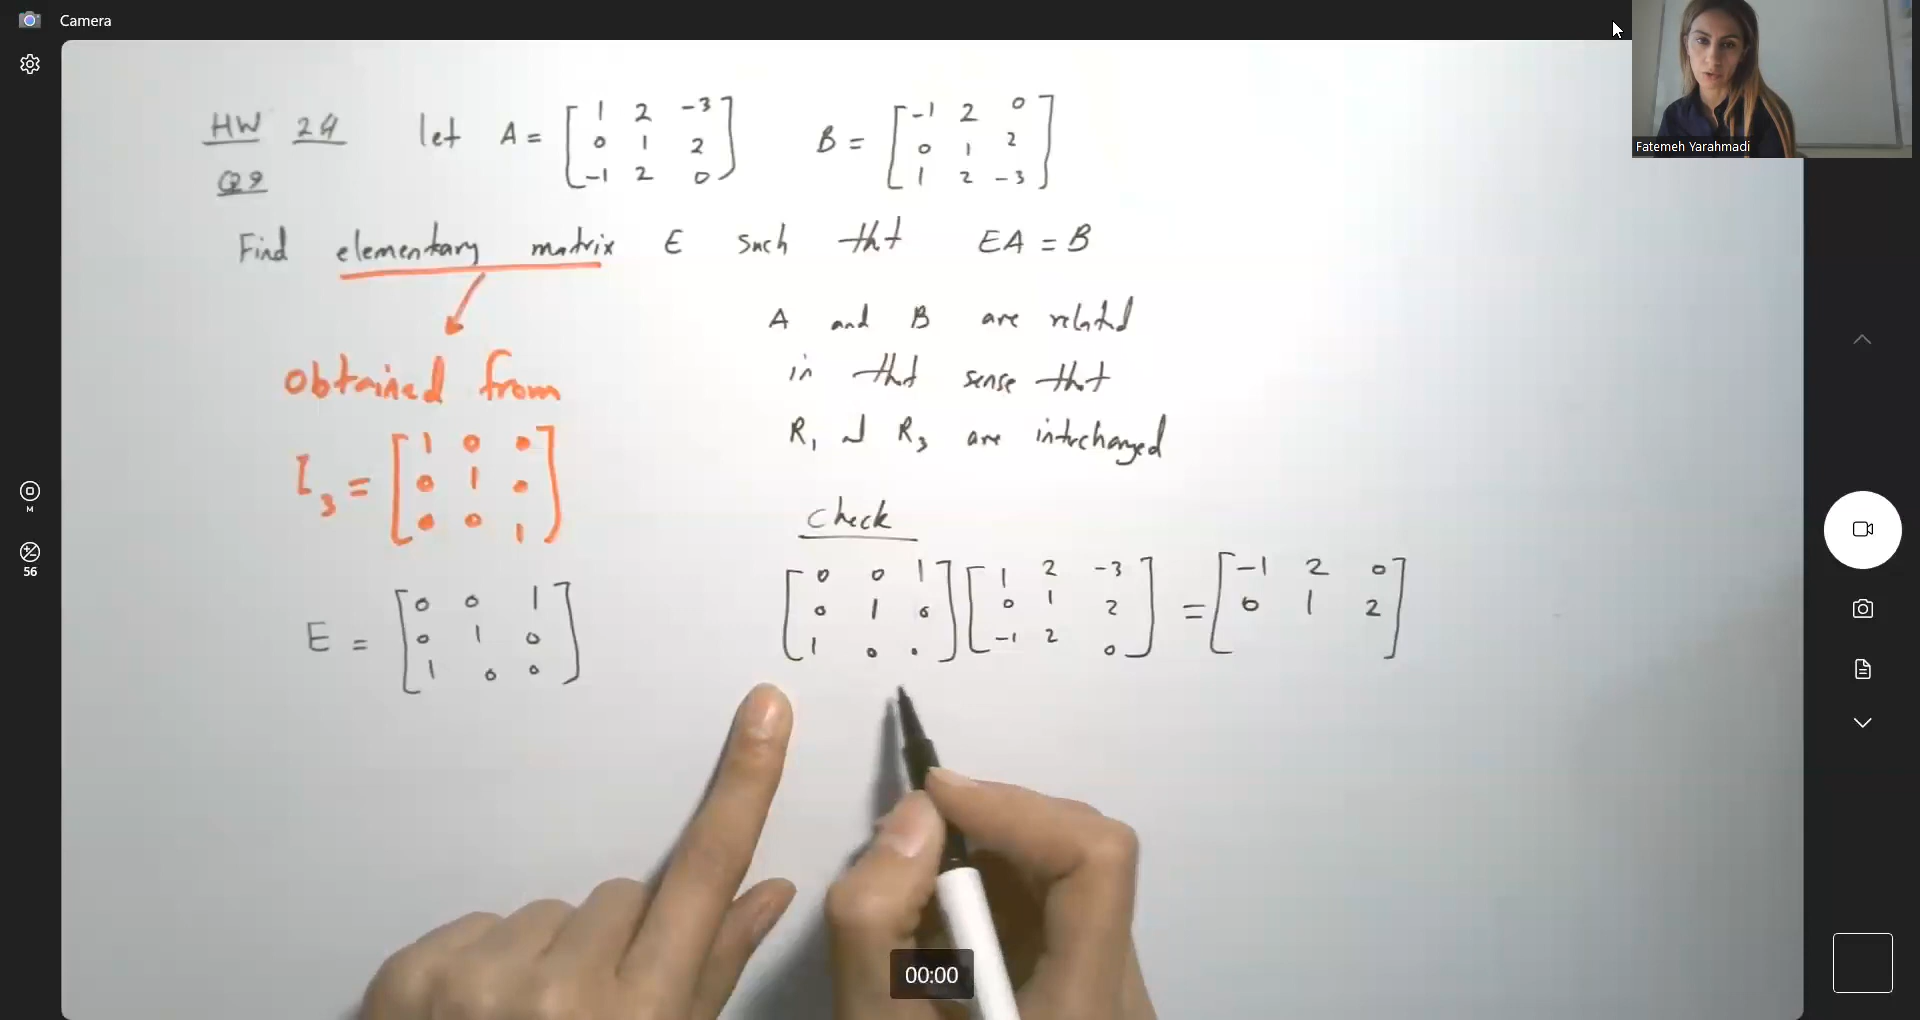 Camera
Fatemeh Yarahmadi
HW 24 let A = [1 2 -3
0 1 2
-1 2 0] B = [-1 2 0
0 1 2
1 2 -3]
Q9
Find elementary matrix E such tht EA = B
A and B are related
in tht sense tht
R1 d R3 are interchanged
obtained from
I3 = [1 0 0
0 1 0
0 0 1]
Check
[0 0 1
0 1 0
1 0 0] [1 2 -3
0 1 2
-1 2 0] = [-1 2 0
0 1 2]
E = [0 0 1
0 1 0
1 0 0]
M
56
00:00